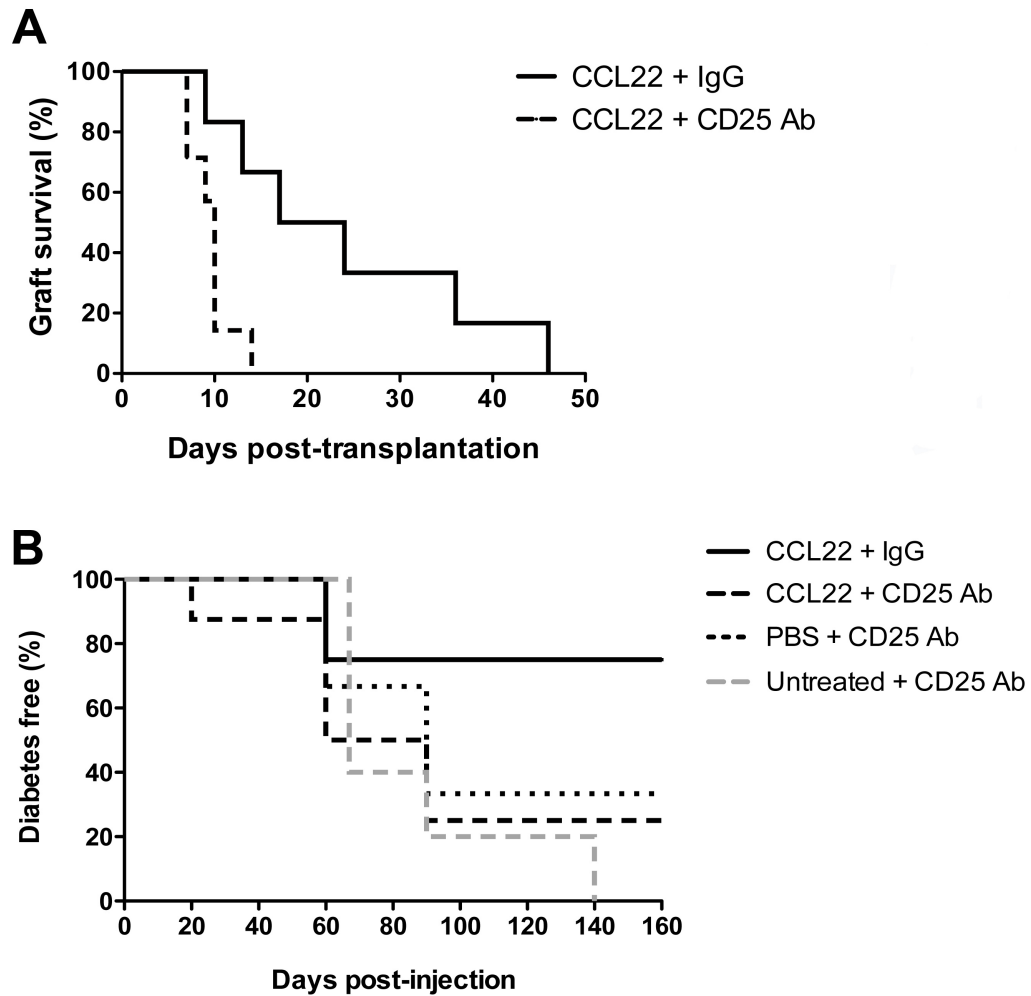 A
Graft survival (%)
100
80
60
40
20
0
0 10 20 30 40 50
Days post-transplantation
CCL22 + IgG
CCL22 + CD25 Ab
B
Diabetes free (%)
100
80
60
40
20
0
0 20 40 60 80 100 120 140 160
Days post-injection
CCL22 + IgG
CCL22 + CD25 Ab
PBS + CD25 Ab
Untreated + CD25 Ab